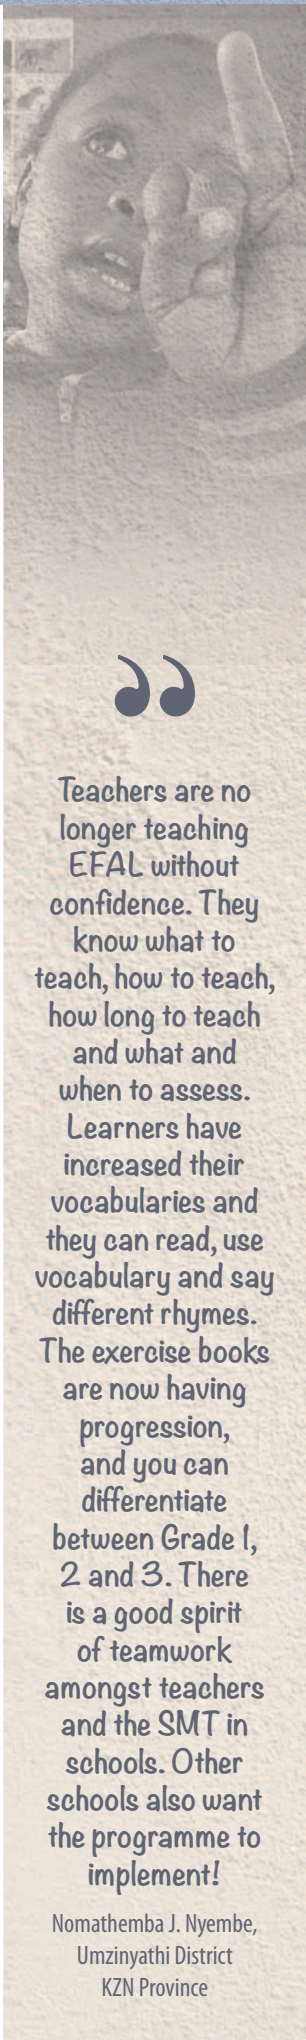 ”
Teachers are no
longer teaching
EFAL without
confidence. They
know what to
teach, how to teach,
how long to teach
and what and
when to assess.
Learners have
increased their
vocabularies and
they can read, use
vocabulary and say
different rhymes.
The exercise books
are now having
progression,
and you can
differentiate
between Grade 1,
2 and 3. There
is a good spirit
of teamwork
amongst teachers
and the SMT in
schools. Other
schools also want
the programme to
implement!
Nomathemba J. Nyembe,
Umzinyathi District
KZN Province